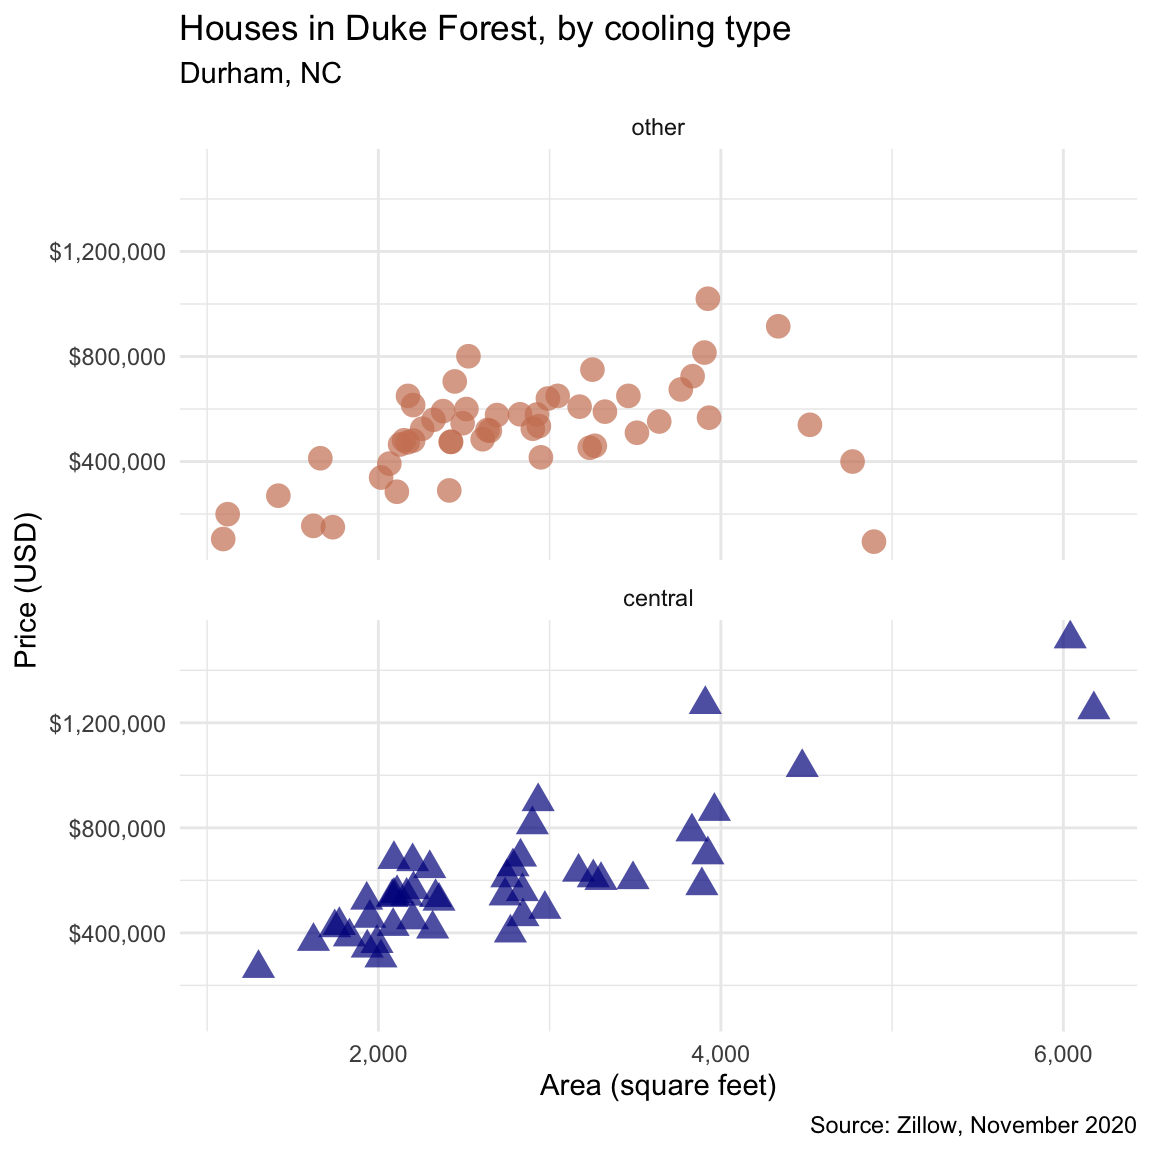 Houses in Duke Forest, by cooling type
Durham, NC
other
$1,200,000
$800,000
$400,000
Price (USD)
central
$1,200,000
$800,000
$400,000
2,000 4,000 6,000
Area (square feet)
Source: Zillow, November 2020